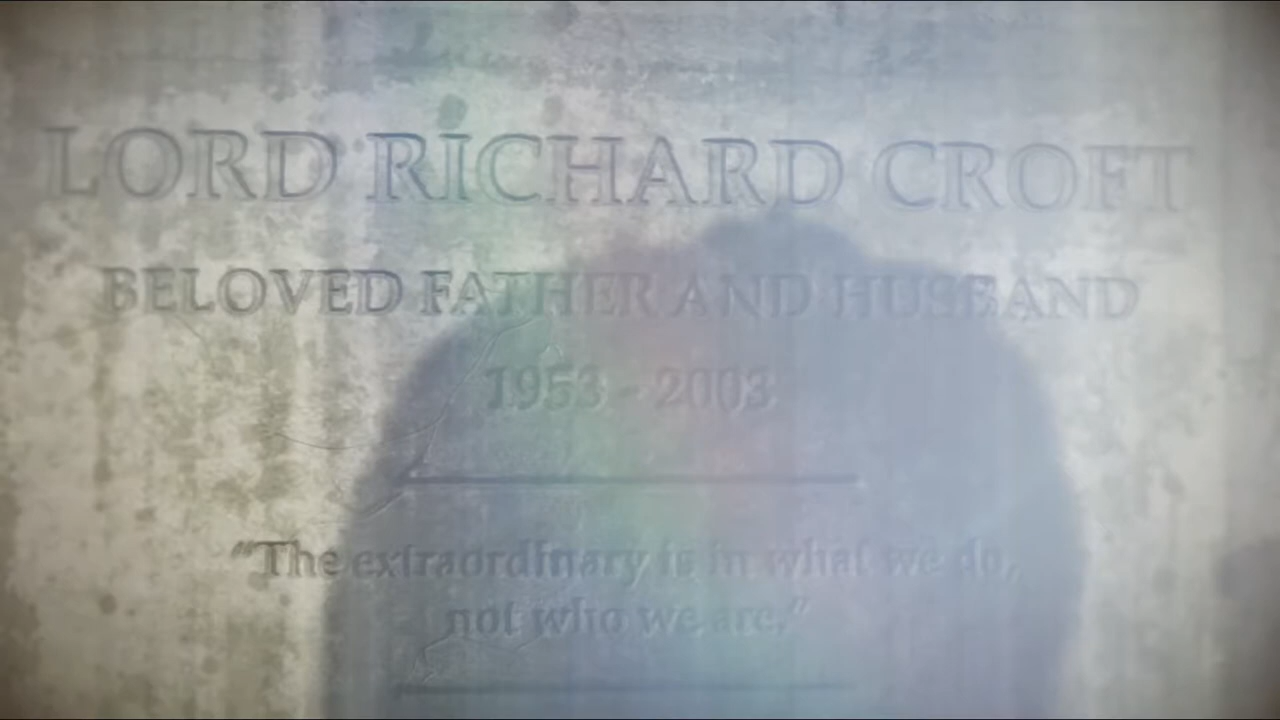 LORD RICHARD CROFT
BELOVED FATHER AND HUSBAND
1953 - 2003
"The extraordinary is in what we do,
not who we are."